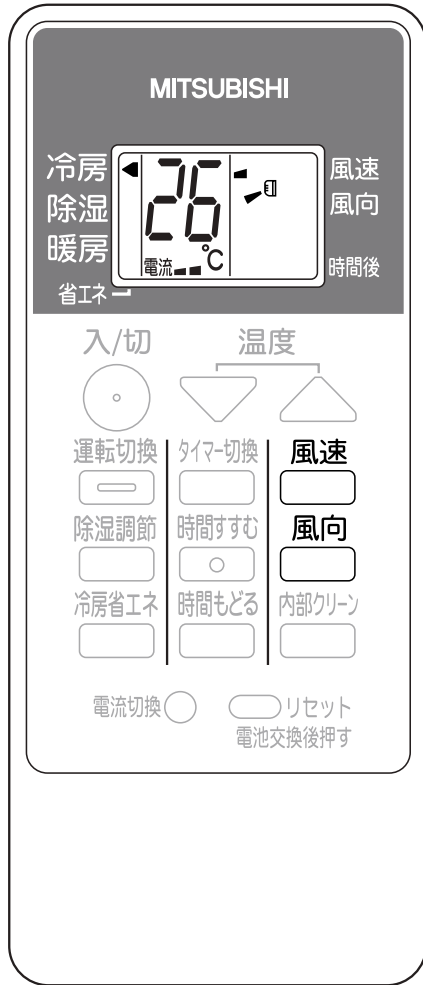 MITSUBISHI
冷房
除湿
暖房
省エネ
26
電流
℃
風速
風向
時間後
入/切
温度
運転切換
タイマー切換
風速
除湿調節
時間すすむ
風向
冷房省エネ
時間もどる
内部クリーン
電流切換
リセット
電池交換後押す